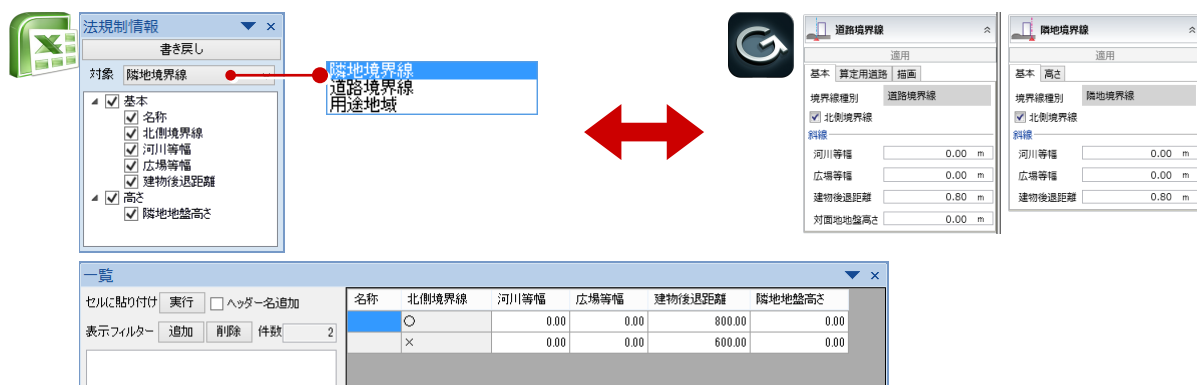 法規制情報
書き戻し
対象 隣地境界線
基本
名称
北側境界線
河川等幅
広場等幅
建物後退距離
高さ
隣地地盤高さ
隣地境界線
道路境界線
用途地域
道路境界線
適用
基本 算定用道路 描画
境界線種別 道路境界線
北側境界線
斜線
河川等幅 0.00 m
広場等幅 0.00 m
建物後退距離 0.80 m
対面地地盤高さ 0.00 m
隣地境界線
適用
基本 高さ
境界線種別 隣地境界線
北側境界線
斜線
河川等幅 0.00 m
広場等幅 0.00 m
建物後退距離 0.80 m
一覧
セルに貼り付け 実行 ヘッダー名追加
表示フィルター 追加 削除 件数 2
名称 北側境界線 河川等幅 広場等幅 建物後退距離 隣地地盤高さ
○ 0.00 0.00 800.00 0.00
× 0.00 0.00 600.00 0.00